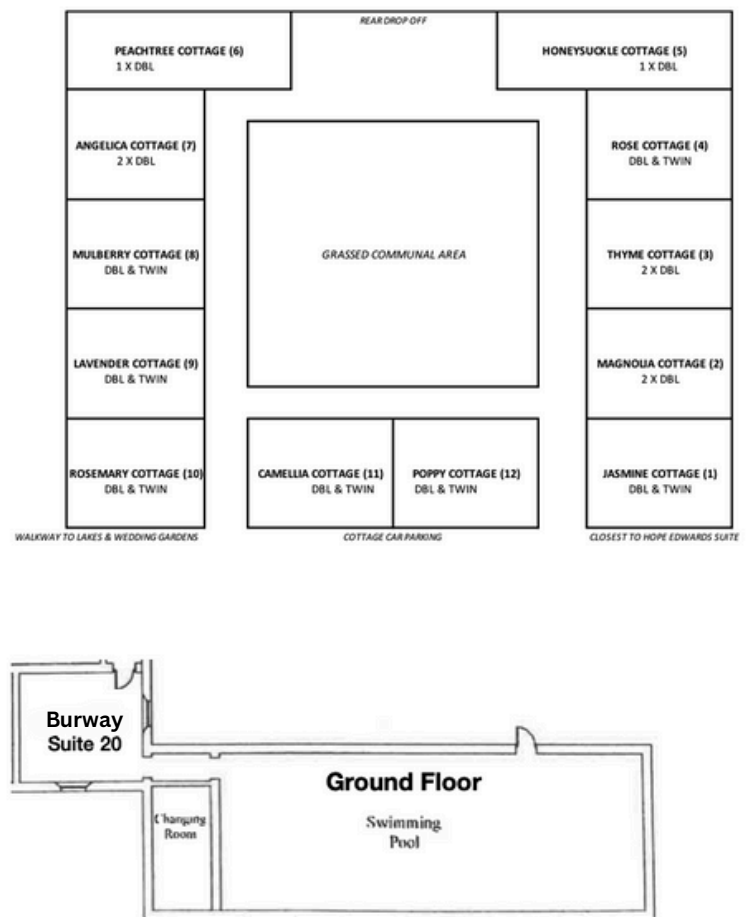 REAR DROP OFF
PEACHTREE COTTAGE (6)
1 X DBL
HONEYSUCKLE COTTAGE (5)
1 X DBL
ANGELICA COTTAGE (7)
2 X DBL
ROSE COTTAGE (4)
DBL & TWIN
MULBERRY COTTAGE (8)
DBL & TWIN
GRASSED COMMUNAL AREA
THYME COTTAGE (3)
2 X DBL
LAVENDER COTTAGE (9)
DBL & TWIN
MAGNOLIA COTTAGE (2)
2 X DBL
ROSEMARY COTTAGE (10)
DBL & TWIN
CAMELLIA COTTAGE (11)
DBL & TWIN
POPPY COTTAGE (12)
DBL & TWIN
JASMINE COTTAGE (1)
DBL & TWIN
WALKWAY TO LAKES & WEDDING GARDENS
COTTAGE CAR PARKING
CLOSEST TO HOPE EDWARDS SUITE
Burway
Suite 20
Ground Floor
Changing
Room
Swimming
Pool